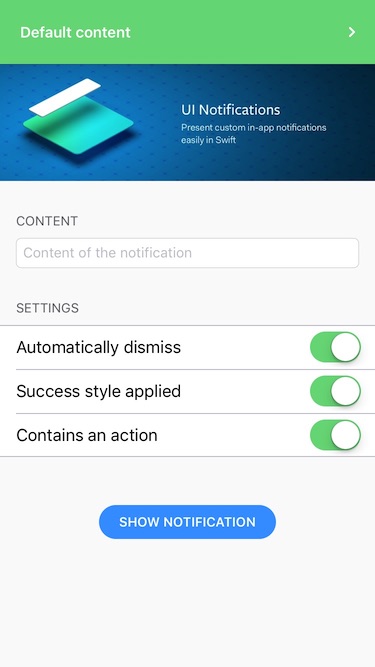 Default content
UI Notifications
Present custom in-app notifications
easily in Swift
CONTENT
Content of the notification
SETTINGS
Automatically dismiss
Success style applied
Contains an action
SHOW NOTIFICATION